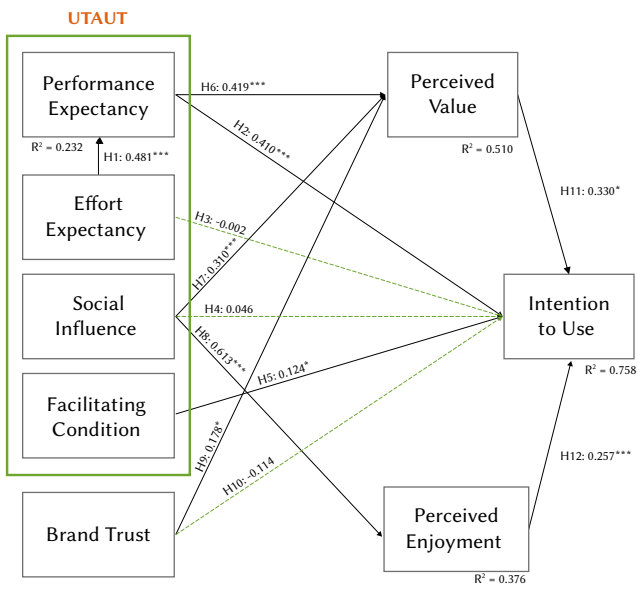 UTAUT
Performance
Expectancy
H6: 0.419***
Perceived
Value
H2: 0.410***
R² = 0.232
H1: 0.481***
R² = 0.510
Effort
Expectancy
H3: -0.002
H11: 0.330*
H7: 0.310***
Social
Influence
H4: 0.046
Intention
to Use
H8: 0.613***
R² = 0.758
Facilitating
Condition
H5: 0.124*
H9: 0.178*
H10: -0.114
H12: 0.257***
Brand Trust
Perceived
Enjoyment
R² = 0.376